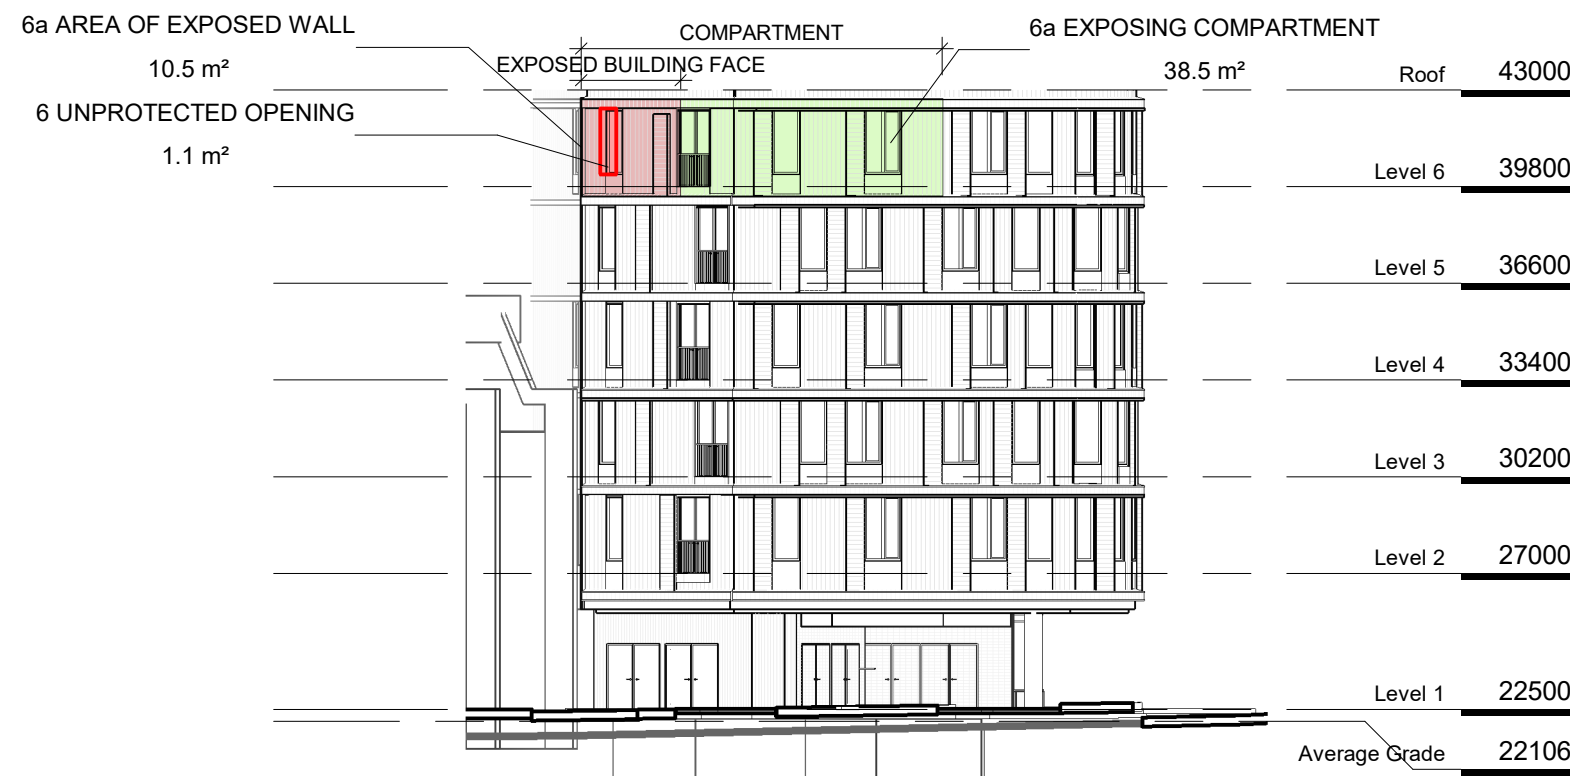 6a AREA OF EXPOSED WALL
10.5 m²
6 UNPROTECTED OPENING
1.1 m²
COMPARTMENT
EXPOSED BUILDING FACE
6a EXPOSING COMPARTMENT
38.5 m²
Roof 43000
Level 6 39800
Level 5 36600
Level 4 33400
Level 3 30200
Level 2 27000
Level 1 22500
Average Grade 22106